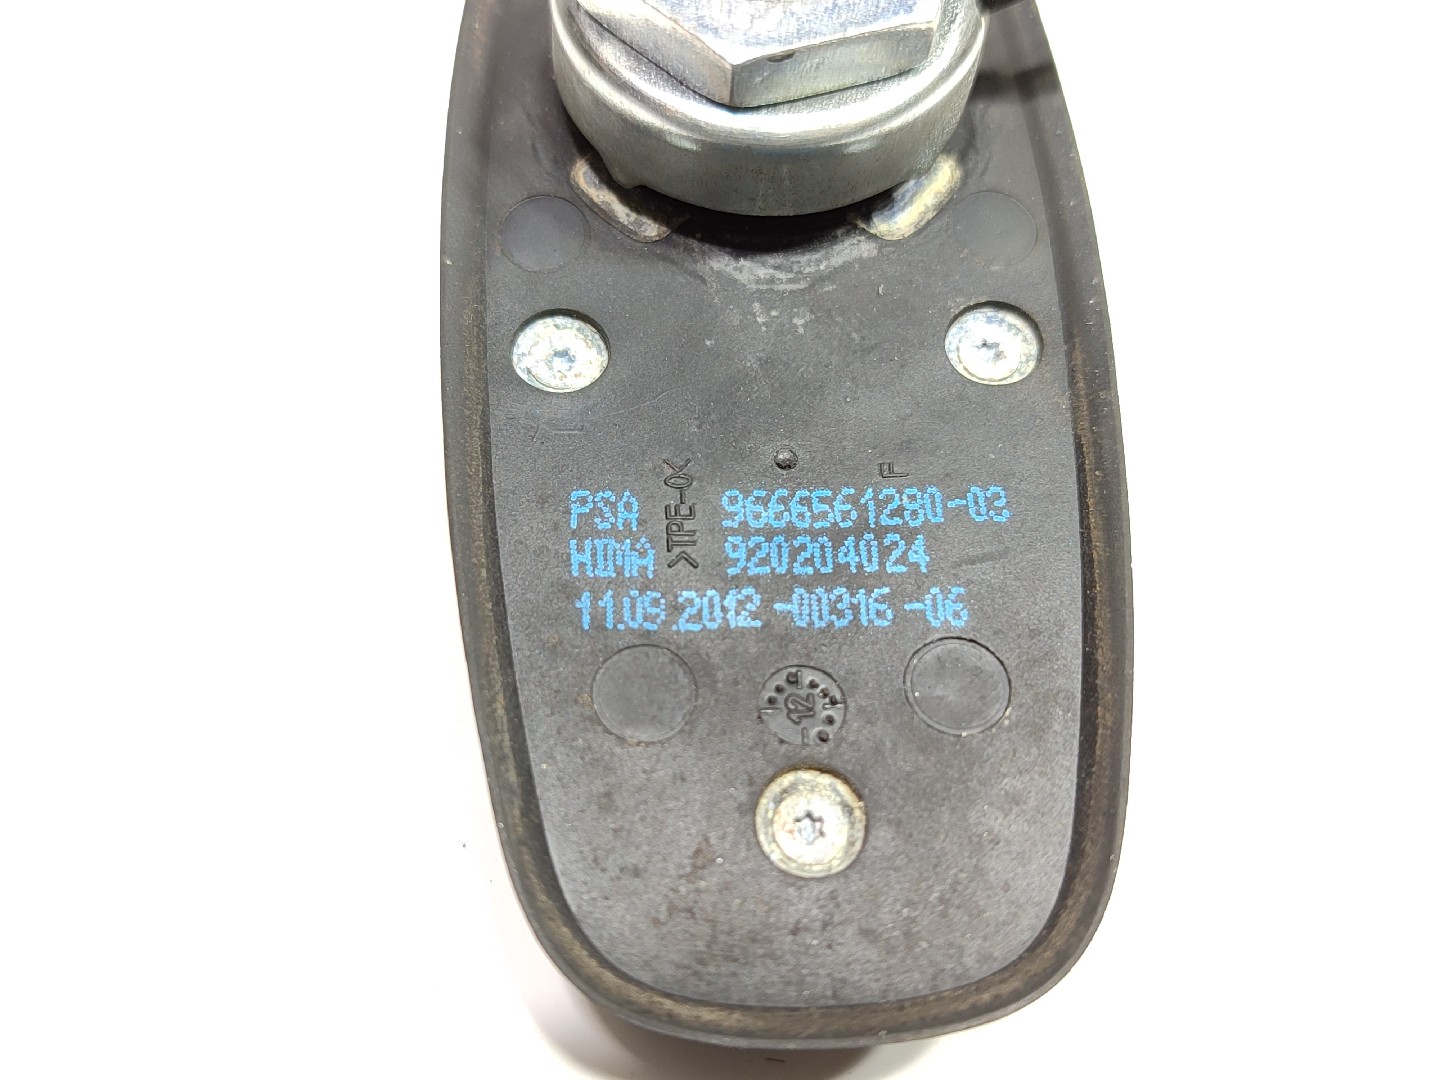 >TPE-O<
PSA 9666561280-03
HIMA 920204024
11.09.2012-00316-06
12